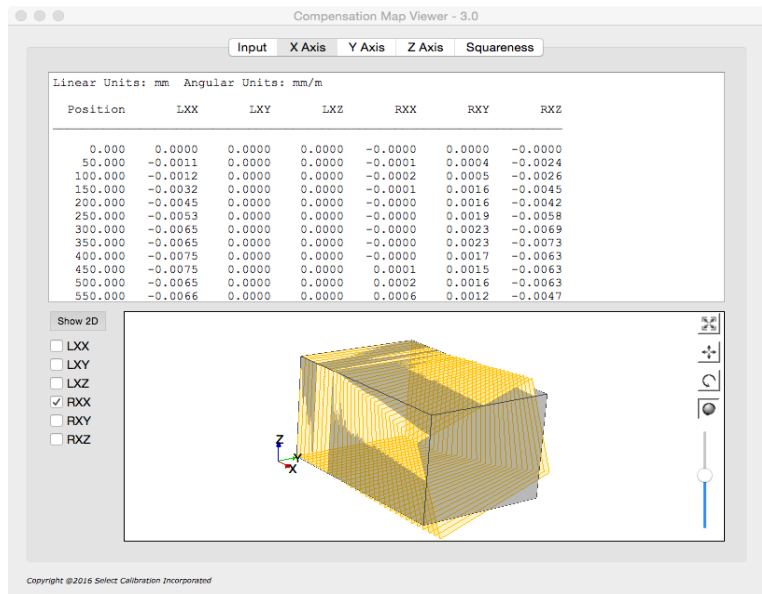 Compensation Map Viewer - 3.0
Input X Axis Y Axis Z Axis Squareness
Linear Units: mm Angular Units: mm/m
Position LXX LXY LXZ RXX RXY RXZ
0.000 0.0000 0.0000 0.0000 -0.0000 0.0000 -0.0000
50.000 -0.0011 0.0000 0.0000 -0.0001 0.0004 -0.0024
100.000 -0.0012 0.0000 0.0000 -0.0002 0.0005 -0.0026
150.000 -0.0032 0.0000 0.0000 -0.0001 0.0016 -0.0045
200.000 -0.0045 0.0000 0.0000 -0.0000 0.0016 -0.0042
250.000 -0.0053 0.0000 0.0000 -0.0000 0.0019 -0.0058
300.000 -0.0065 0.0000 0.0000 -0.0000 0.0023 -0.0069
350.000 -0.0065 0.0000 0.0000 -0.0000 0.0023 -0.0073
400.000 -0.0075 0.0000 0.0000 -0.0000 0.0017 -0.0063
450.000 -0.0075 0.0000 0.0000 0.0001 0.0015 -0.0063
500.000 -0.0065 0.0000 0.0000 0.0002 0.0016 -0.0063
550.000 -0.0066 0.0000 0.0000 0.0006 0.0012 -0.0047
Show 2D
LXX
LXY
LXZ
RXX
RXY
RXZ
Z
Y
X
Copyright @2016 Select Calibration Incorporated